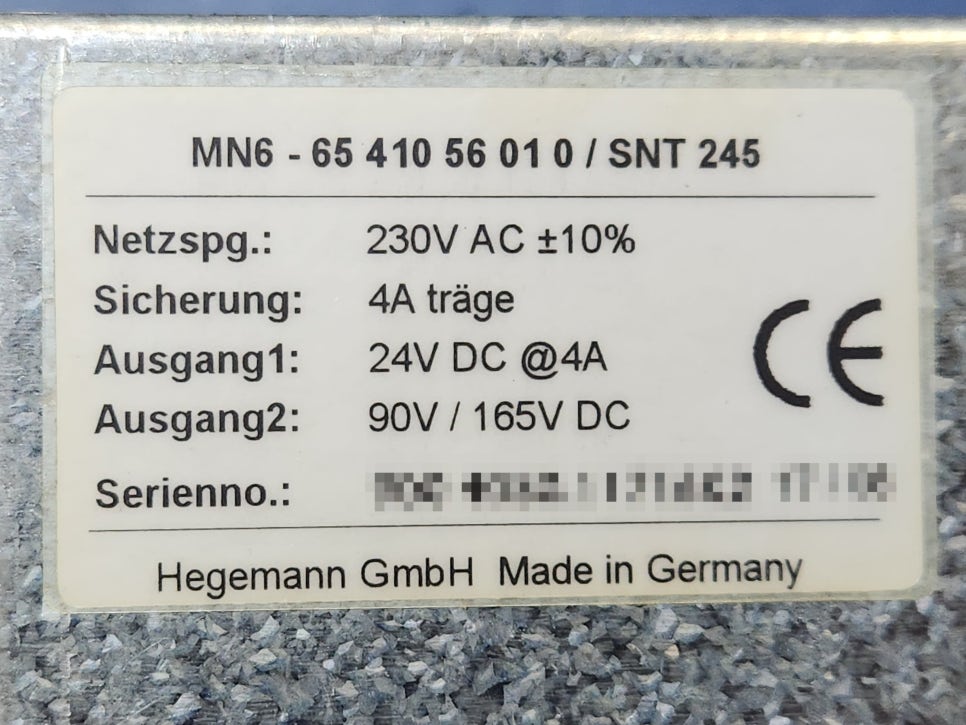 MN6 - 65 410 56 01 0 / SNT 245
Netzspg.: 230V AC ±10%
Sicherung: 4A träge
Ausgang1: 24V DC @4A
Ausgang2: 90V / 165V DC
CE
Serienno.:
Hegemann GmbH Made in Germany